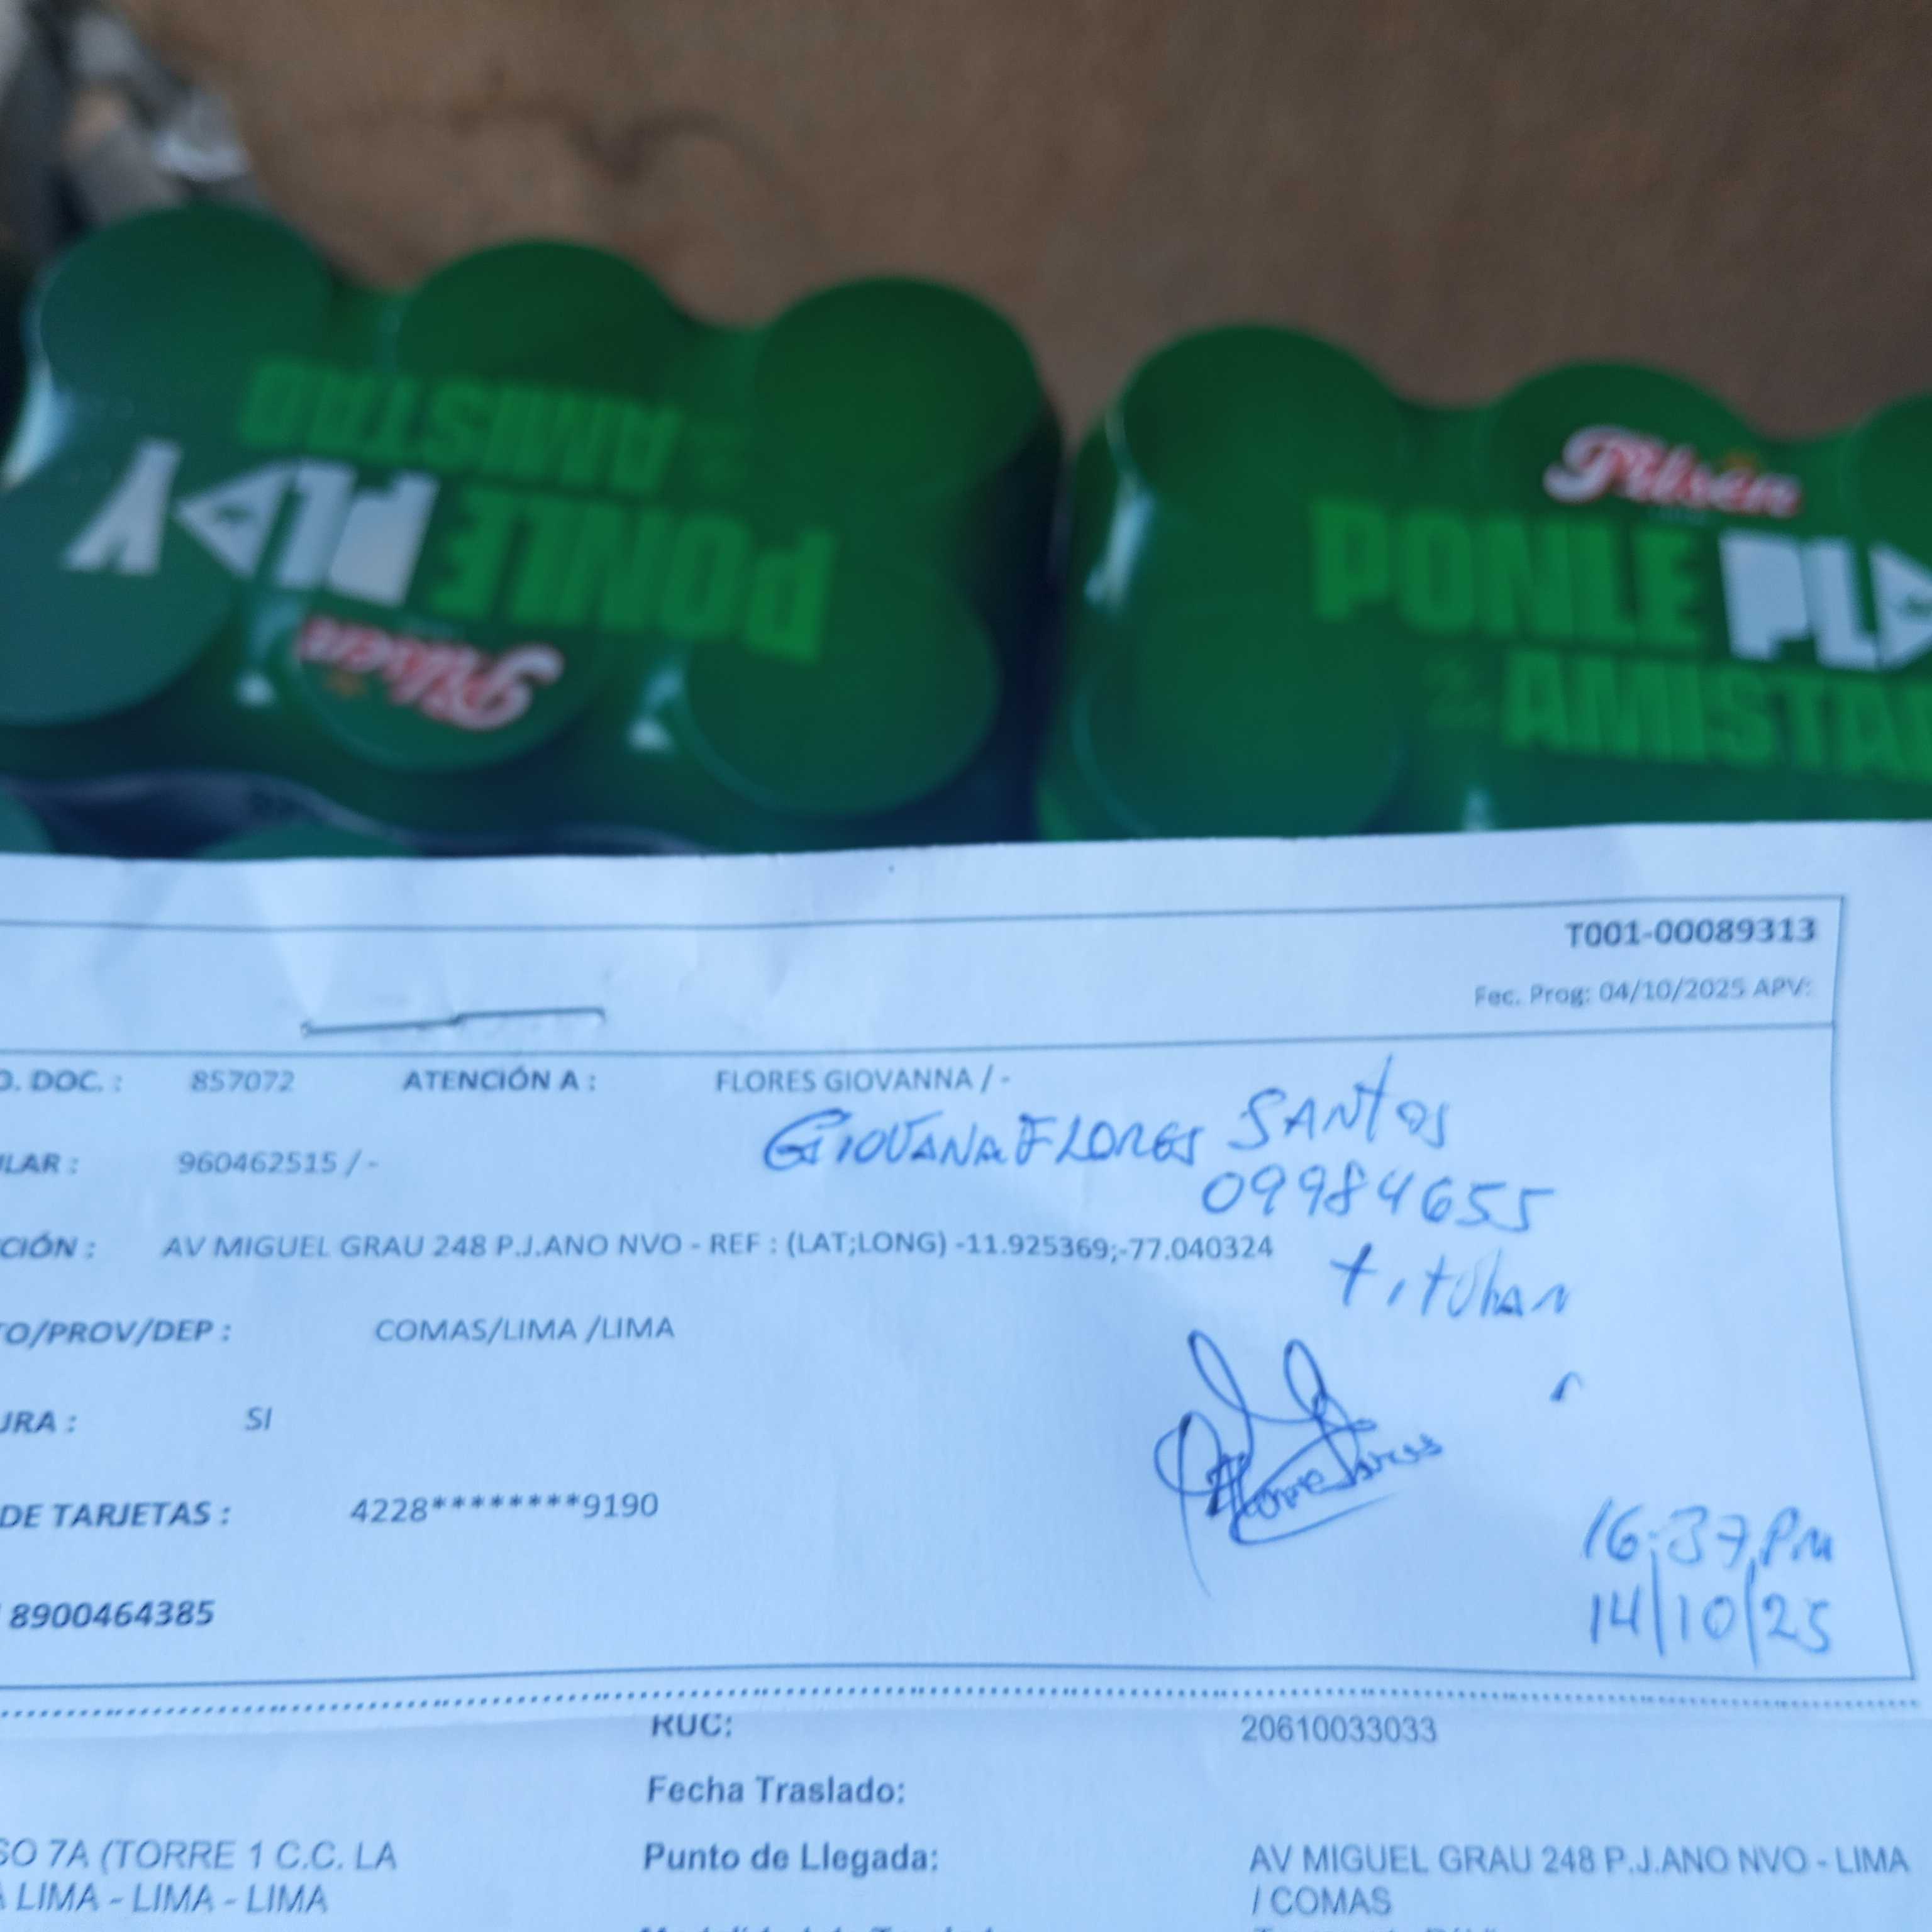 AMISTAD
PONLE PLAY
Pilsen
Pilsen
PONLE PLA
AMISTA
T001-00089313
Fec. Prog: 04/10/2025 APV:
O. DOC. : 857072 ATENCIÓN A : FLORES GIOVANNA / -
GIOVANA FLORES SANTOS
ULAR : 960462515 / -
09984655
CIÓN : AV MIGUEL GRAU 248 P.J.ANO NVO - REF : (LAT;LONG) -11.925369;-77.040324
titular
TO/PROV/DEP : COMAS/LIMA /LIMA
URA : SI
DE TARJETAS : 4228********9190
16:37 PM
14/10/25
8900464385
RUC: 20610033033
Fecha Traslado:
SO 7A (TORRE 1 C.C. LA
Punto de Llegada: AV MIGUEL GRAU 248 P.J.ANO NVO - LIMA
LIMA - LIMA - LIMA
/ COMAS